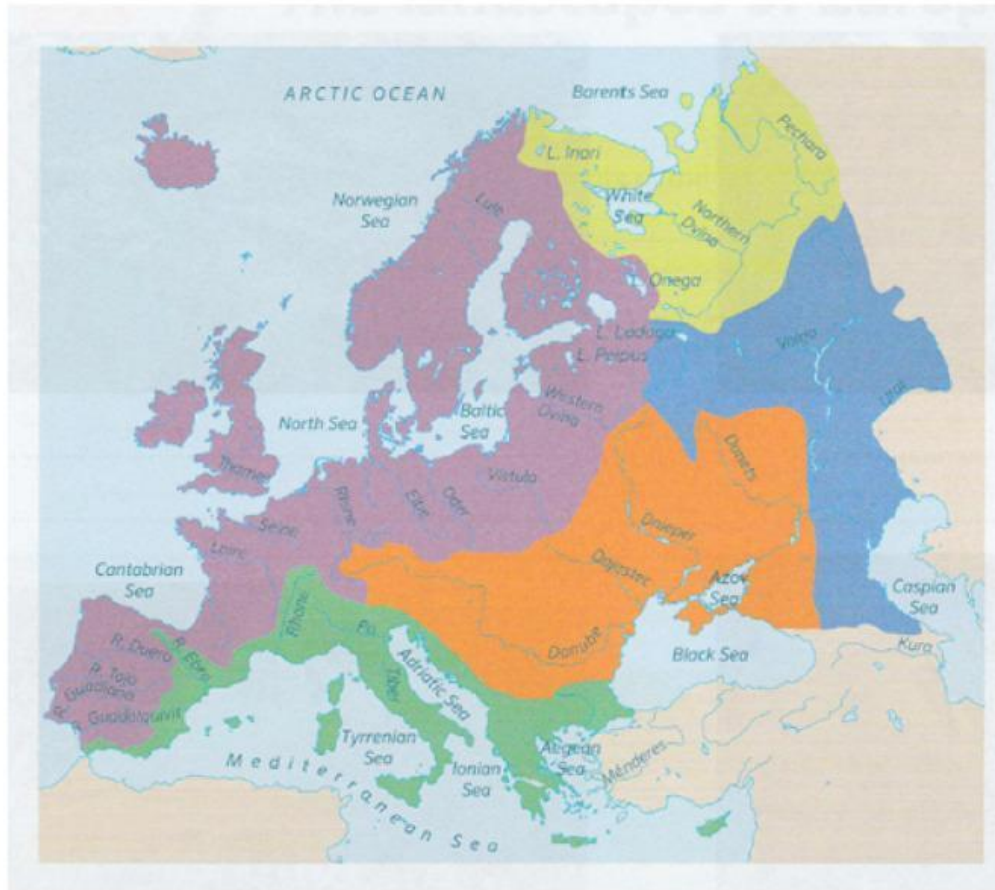 ARCTIC OCEAN
Barents Sea
Pechara
L. Inari
Norwegian
Sea
Lule
White
Sea
Northern
Dvina
L. Onega
L. Ladoga
L. Peipus
Volga
Ural
Western
Dvina
North Sea
Baltic
Sea
Thames
Vistula
Rhine
Elbe
Oder
Donets
Seine
Loire
Dnieper
Dniester
Cantabrian
Sea
Azov
Sea
Caspian
Sea
Rhone
Po
Danube
Black Sea
Kura
R. Duero
R. Ebro
R. Tajo
R. Guadiana
R. Guadalquivir
Adriatic Sea
Tiber
Tyrrenian
Sea
Ionian
Sea
Aegean
Sea
Menderes
Mediterranean Sea